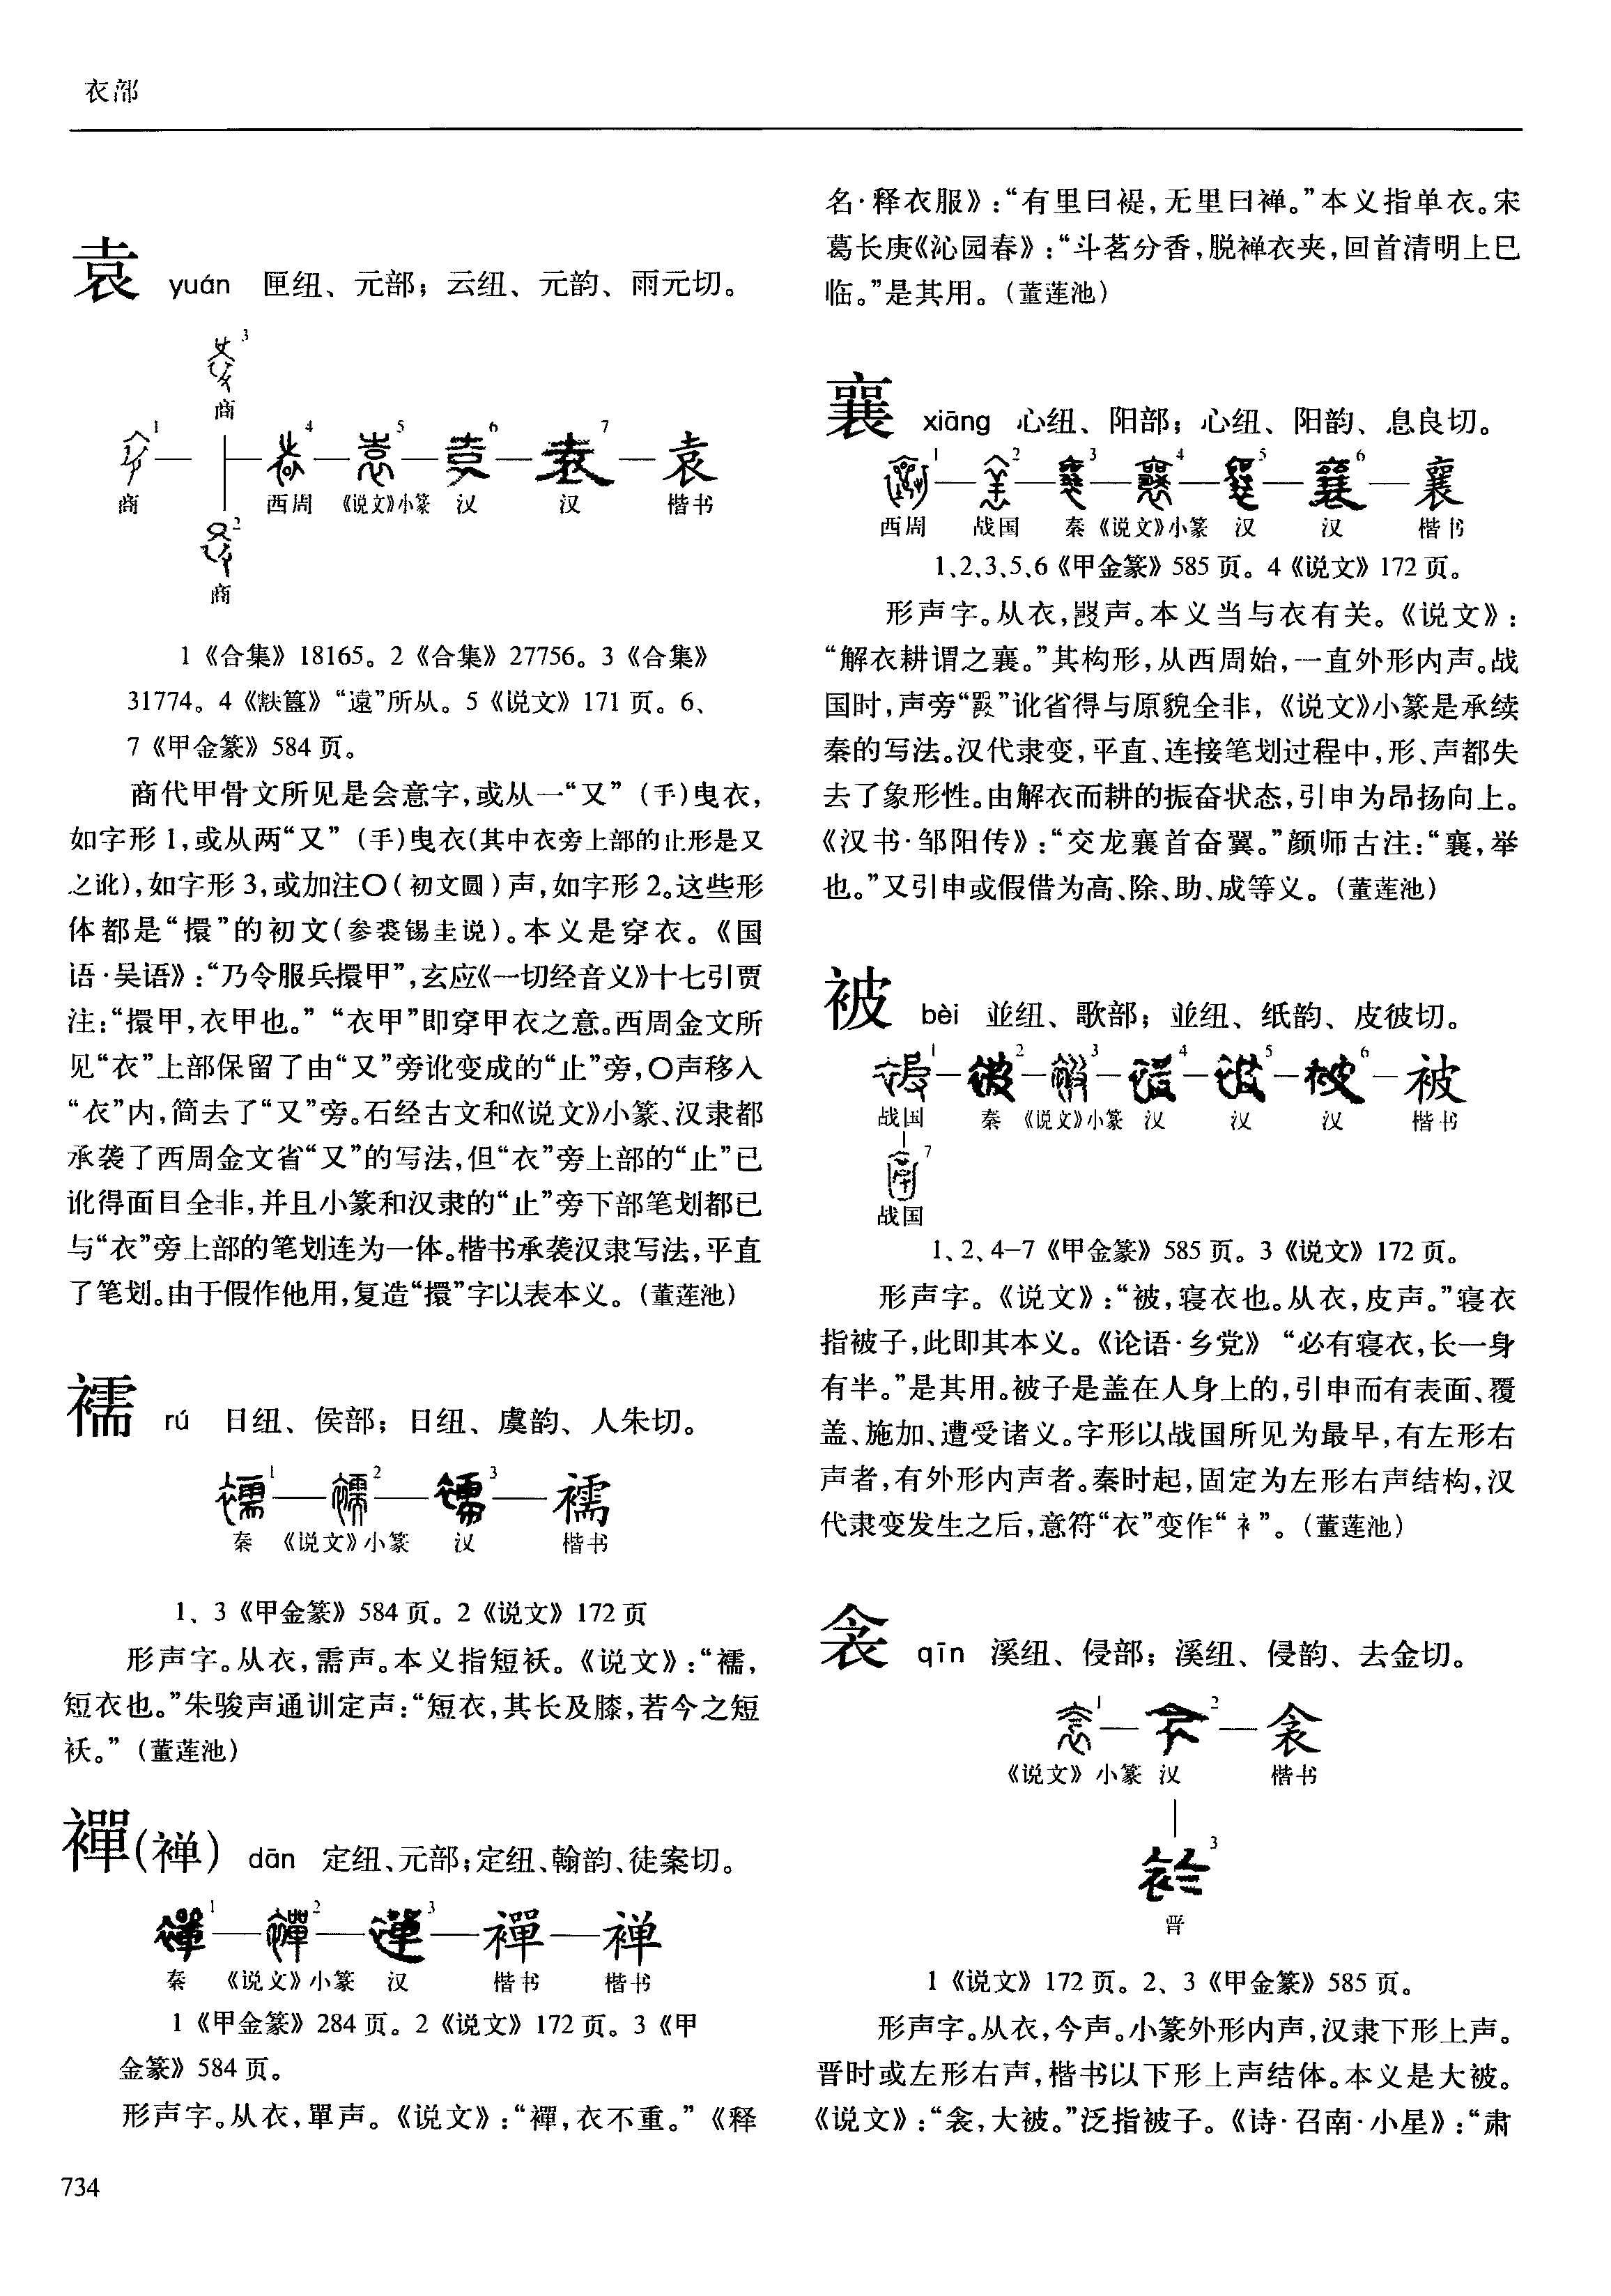 衣部
袁 yuán 匣纽、元部；云纽、元韵、雨元切。
3
商
1 4 5 6 7 袁
商 西周 《说文》小篆 汉 汉 楷书
2
商
1《合集》18165。2《合集》27756。3《合集》
31774。4《㝬簋》“遠”所从。5《说文》171页。6、
7《甲金篆》584页。
商代甲骨文所见是会意字，或从一“又”（手）曳衣，
如字形1，或从两“又”（手）曳衣（其中衣旁上部的止形是又
之讹），如字形3，或加注〇（初文圆）声，如字形2。这些形
体都是“擐”的初文（参裘锡圭说）。本义是穿衣。《国
语·吴语》：“乃令服兵擐甲”，玄应《一切经音义》十七引贾
注：“擐甲，衣甲也。”“衣甲”即穿甲衣之意。西周金文所
见“衣”上部保留了由“又”旁讹变成的“止”旁，〇声移入
“衣”内，简去了“又”旁。石经古文和《说文》小篆、汉隶都
承袭了西周金文省“又”的写法，但“衣”旁上部的“止”已
讹得面目全非，并且小篆和汉隶的“止”旁下部笔划都已
与“衣”旁上部的笔划连为一体。楷书承袭汉隶写法，平直
了笔划。由于假作他用，复造“擐”字以表本义。（董莲池）
襦 rú 日纽、侯部；日纽、虞韵、人朱切。
1 2 3 襦
秦 《说文》小篆 汉 楷书
1、3《甲金篆》584页。2《说文》172页
形声字。从衣，需声。本义指短袄。《说文》：“襦，
短衣也。”朱骏声通训定声：“短衣，其长及膝，若今之短
袄。”（董莲池）
襌（禅） dān 定纽、元部；定纽、翰韵、徒案切。
1 2 3 襌 禅
秦 《说文》小篆 汉 楷书 楷书
1《甲金篆》284页。2《说文》172页。3《甲
金篆》584页。
形声字。从衣，單声。《说文》：“襌，衣不重。”《释
734
名·释衣服》：“有里曰褆，无里曰禅。”本义指单衣。宋
葛长庚《沁园春》：“斗茗分香，脱禅衣夹，回首清明上巳
临。”是其用。（董莲池）
襄 xiāng 心纽、阳部；心纽、阳韵、息良切。
1 2 3 4 5 6 襄
西周 战国 秦 《说文》小篆 汉 汉 楷书
1、2、3、5、6《甲金篆》585页。4《说文》172页。
形声字。从衣，㗊声。本义当与衣有关。《说文》：
“解衣耕谓之襄。”其构形，从西周始，一直外形内声。战
国时，声旁“”讹省得与原貌全非，《说文》小篆是承续
秦的写法。汉代隶变，平直、连接笔划过程中，形、声都失
去了象形性。由解衣而耕的振奋状态，引申为昂扬向上。
《汉书·邹阳传》：“交龙襄首奋翼。”颜师古注：“襄，举
也。”又引申或假借为高、除、助、成等义。（董莲池）
被 bèi 並纽、歌部；並纽、纸韵、皮彼切。
1 2 3 4 5 6 被
战国 秦 《说文》小篆 汉 汉 汉 楷书
7
战国
1、2、4–7《甲金篆》585页。3《说文》172页。
形声字。《说文》：“被，寝衣也。从衣，皮声。”寝衣
指被子，此即其本义。《论语·乡党》“必有寝衣，长一身
有半。”是其用。被子是盖在人身上的，引申而有表面、覆
盖、施加、遭受诸义。字形以战国所见为最早，有左形右
声者，有外形内声者。秦时起，固定为左形右声结构，汉
代隶变发生之后，意符“衣”变作“衤”。（董莲池）
衾 qīn 溪纽、侵部；溪纽、侵韵、去金切。
1 2 衾
《说文》小篆 汉 楷书
3
晋
1《说文》172页。2、3《甲金篆》585页。
形声字。从衣，今声。小篆外形内声，汉隶下形上声。
晋时或左形右声，楷书以下形上声结体。本义是大被。
《说文》：“衾，大被。”泛指被子。《诗·召南·小星》：“肃